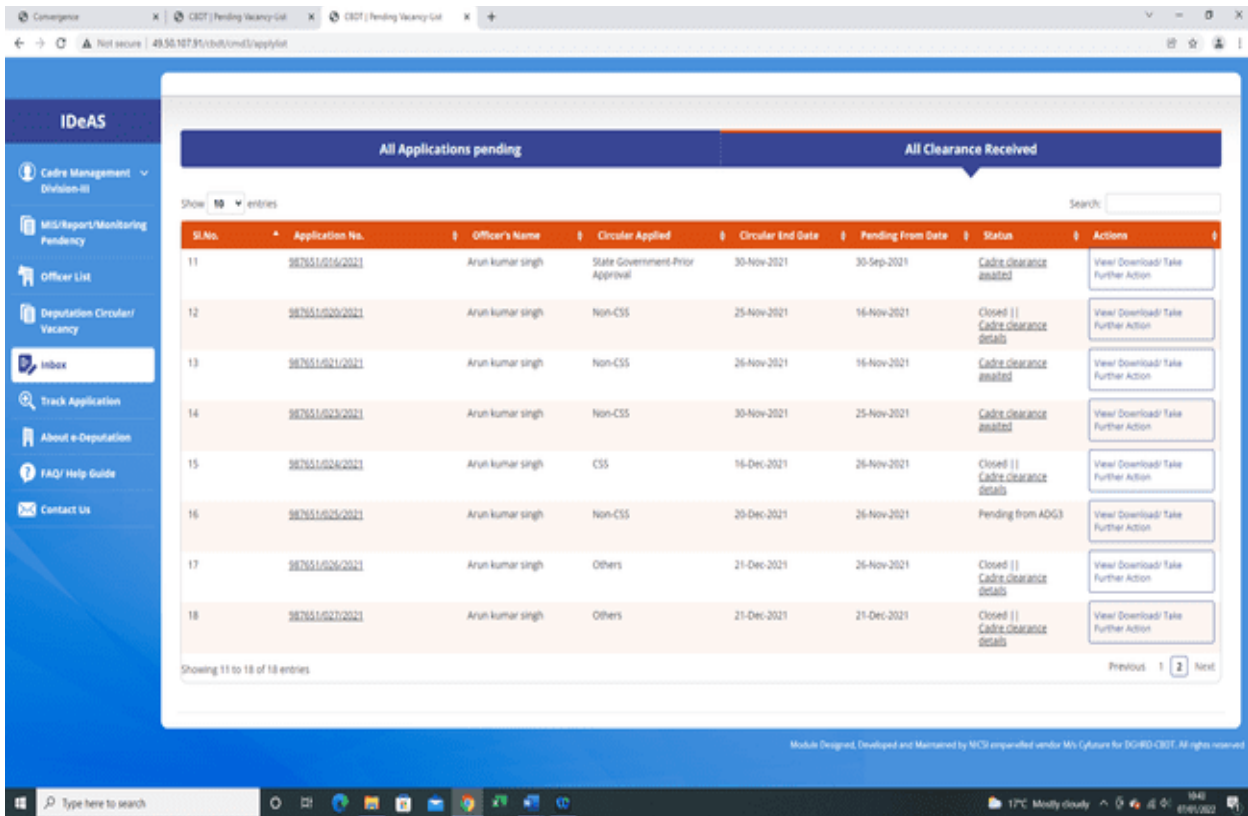 Convergence
CBDT | Pending Vacancy List
CBDT | Pending Vacancy List
Not secure | 49.50.107.91/cbdt/cmd3/applylist
IDeAS
Cadre Management
Division-III
MIS/Report/Monitoring
Pendency
Officer List
Deputation Circular/
Vacancy
Inbox
Track Application
About e-Deputation
FAQ/ Help Guide
Contact Us
All Applications pending
All Clearance Received
Show 10 entries
Search:
Sl.No. Application No. Officer's Name Circular Applied Circular End Date Pending From Date Status Actions
11 987651/016/2021 Arun kumar singh State Government-Prior 30-Nov-2021 30-Sep-2021 Cadre clearance View/ Download/ Take
Approval awaited Further Action
12 987651/020/2021 Arun kumar singh Non-CSS 25-Nov-2021 16-Nov-2021 Closed || View/ Download/ Take
Cadre clearance Further Action
details
13 987651/021/2021 Arun kumar singh Non-CSS 26-Nov-2021 16-Nov-2021 Cadre clearance View/ Download/ Take
awaited Further Action
14 987651/023/2021 Arun kumar singh Non-CSS 30-Nov-2021 25-Nov-2021 Cadre clearance View/ Download/ Take
awaited Further Action
15 987651/024/2021 Arun kumar singh CSS 16-Dec-2021 26-Nov-2021 Closed || View/ Download/ Take
Cadre clearance Further Action
details
16 987651/025/2021 Arun kumar singh Non-CSS 20-Dec-2021 26-Nov-2021 Pending from ADG3 View/ Download/ Take
Further Action
17 987651/026/2021 Arun kumar singh Others 21-Dec-2021 26-Nov-2021 Closed || View/ Download/ Take
Cadre clearance Further Action
details
18 987651/027/2021 Arun kumar singh Others 21-Dec-2021 21-Dec-2021 Closed || View/ Download/ Take
Cadre clearance Further Action
details
Showing 11 to 18 of 18 entries
Previous 1 2 Next
Module Designed, Developed and Maintained by NICSI empanelled vendor M/s Cyfuture for DGHRD-CBDT. All rights reserved
Type here to search
17°C Mostly cloudy
07/01/2022